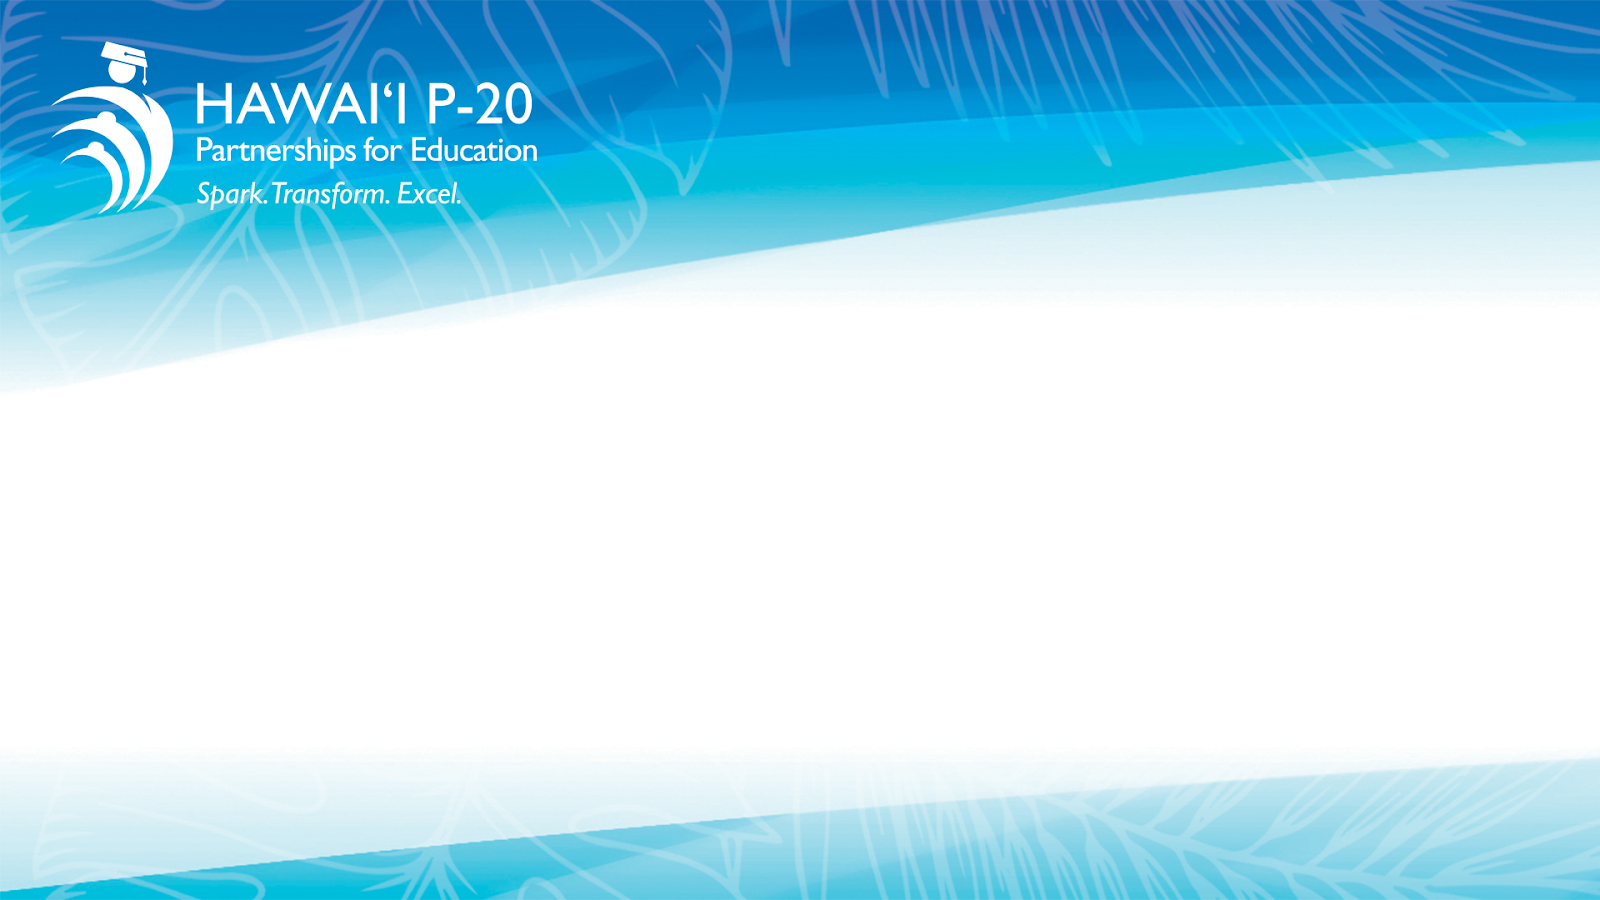 HAWAIʻI P-20
Partnerships for Education
Spark. Transform. Excel.